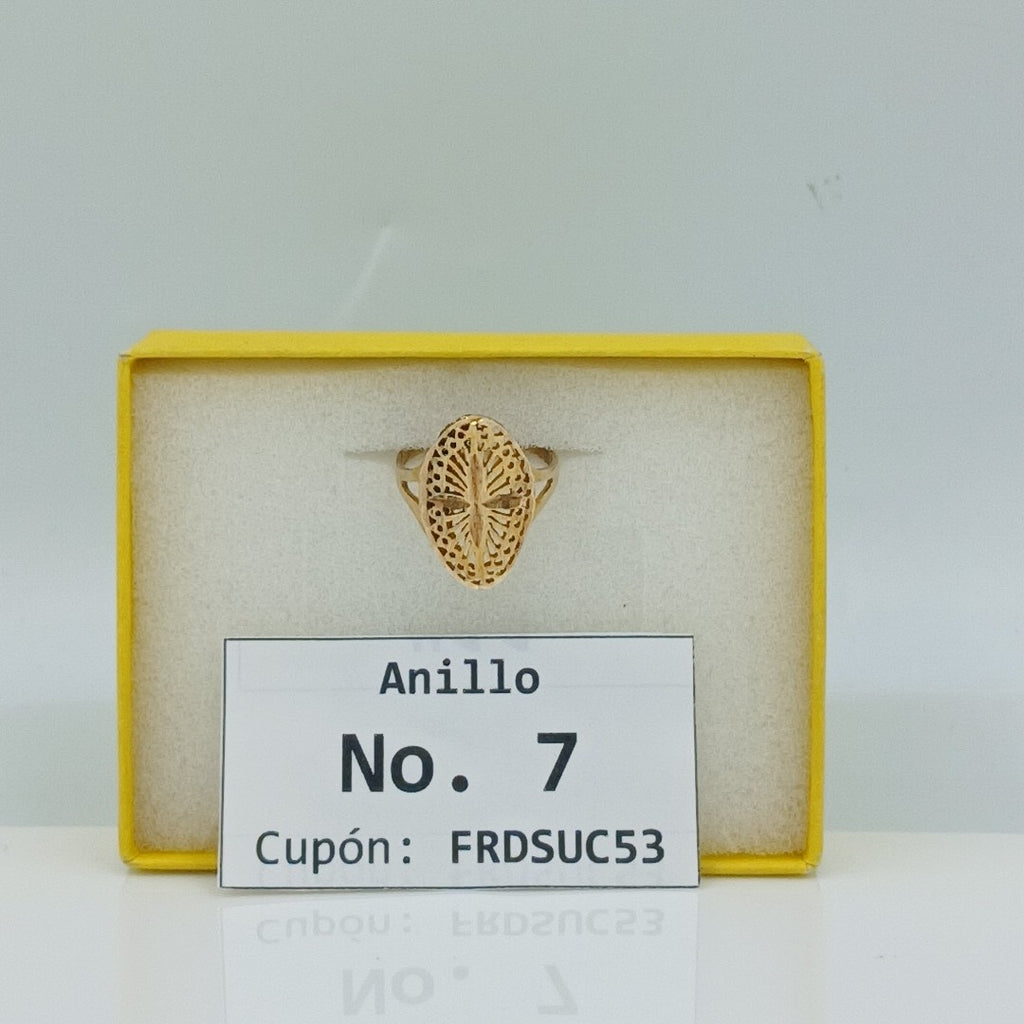 Anillo
No. 7
Cupón: FRDSUC53